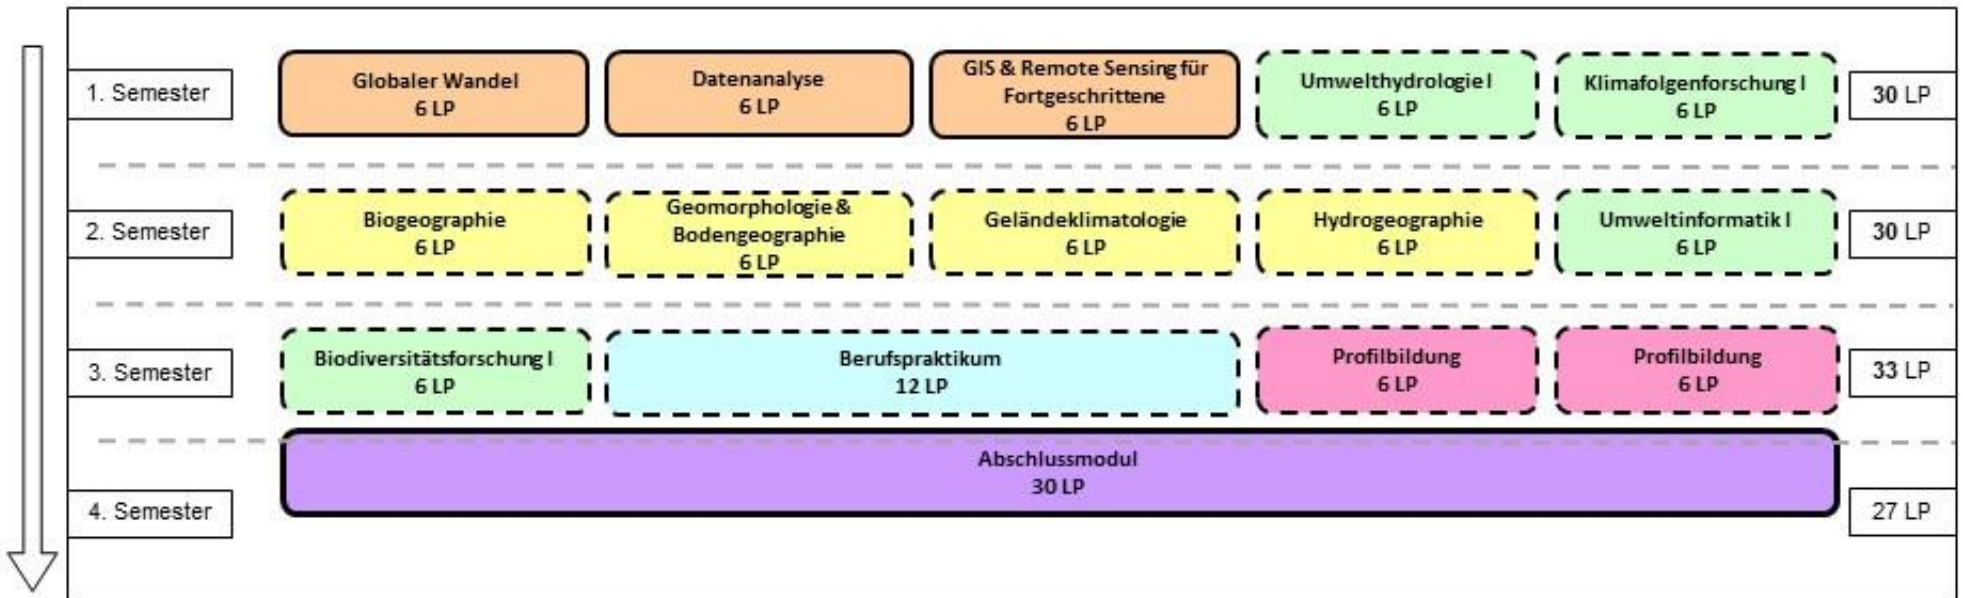 1. Semester
Globaler Wandel
6 LP
Datenanalyse
6 LP
GIS & Remote Sensing für
Fortgeschrittene
6 LP
Umwelthydrologie I
6 LP
Klimafolgenforschung I
6 LP
30 LP
2. Semester
Biogeographie
6 LP
Geomorphologie &
Bodengeographie
6 LP
Geländeklimatologie
6 LP
Hydrogeographie
6 LP
Umweltinformatik I
6 LP
30 LP
3. Semester
Biodiversitätsforschung I
6 LP
Berufspraktikum
12 LP
Profilbildung
6 LP
Profilbildung
6 LP
33 LP
4. Semester
Abschlussmodul
30 LP
27 LP